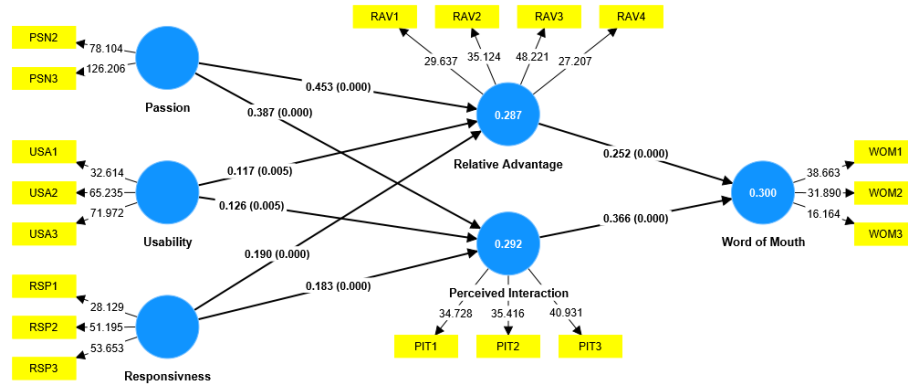 RAV1
RAV2
RAV3
RAV4
PSN2
PSN3
78.104
126.206
Passion
29.637
35.124
48.221
27.207
0.453 (0.000)
0.387 (0.000)
0.287
Relative Advantage
USA1
USA2
USA3
32.614
65.235
71.972
Usability
0.117 (0.005)
0.126 (0.005)
0.252 (0.000)
0.366 (0.000)
0.300
Word of Mouth
38.663
31.890
16.164
WOM1
WOM2
WOM3
0.190 (0.000)
0.183 (0.000)
0.292
Perceived Interaction
RSP1
RSP2
RSP3
28.129
51.195
53.653
Responsivness
34.728
35.416
40.931
PIT1
PIT2
PIT3